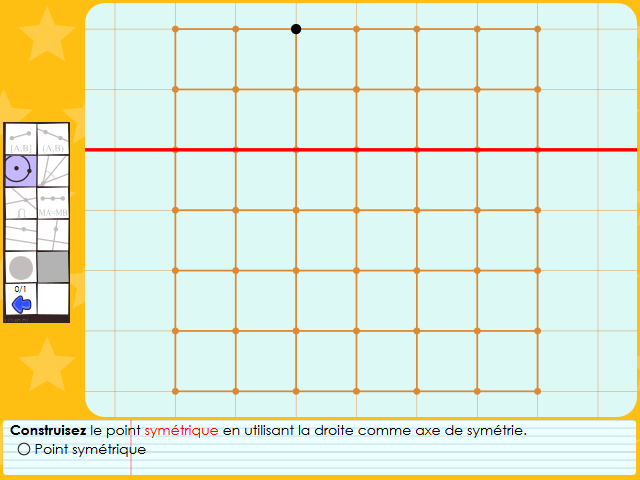 [A,B] (A,B)
∩ MA=MB
0/1
Construisez le point symétrique en utilisant la droite comme axe de symétrie.
Point symétrique